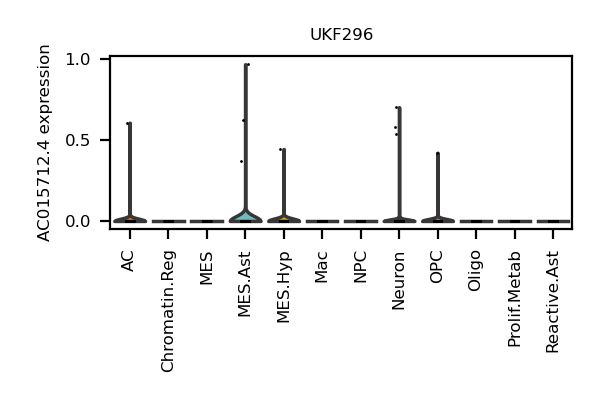 UKF296
AC015712.4 expression
1.0
0.5
0.0
AC
Chromatin.Reg
MES
MES.Ast
MES.Hyp
Mac
NPC
Neuron
OPC
Oligo
Prolif.Metab
Reactive.Ast